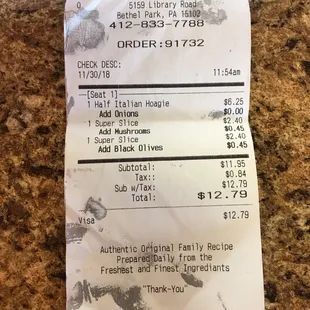 0 5159 Library Road
Bethel Park, PA 15102
412-833-7788
ORDER:91732
CHECK DESC:
11/30/18 11:54am
[Seat 1]
1 Half Italian Hoagie $6.25
Add Onions $0.00
1 Super Slice $2.40
Add Mushrooms $0.45
1 Super Slice $2.40
Add Black Olives $0.45
Subtotal: $11.95
Tax:: $0.84
Sub w/Tax: $12.79
Total: $12.79
Visa $12.79
Authentic Original Family Recipe
Prepared Daily from the
Freshest and Finest Ingredients
"Thank-You"